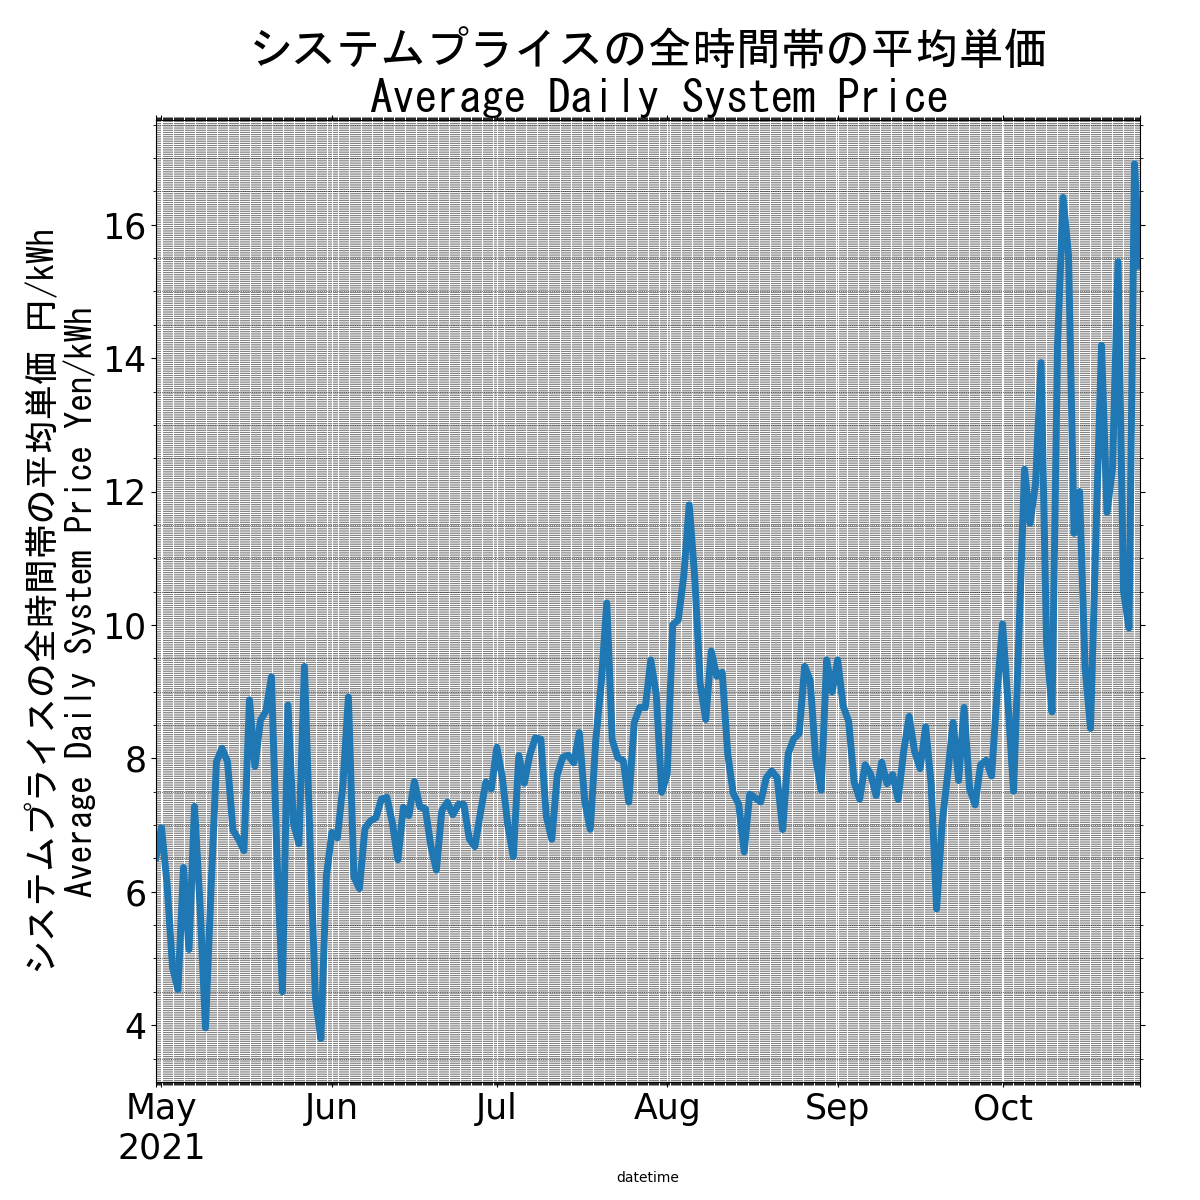 システムプライスの全時間帯の平均単価
Average Daily System Price
システムプライスの全時間帯の平均単価 円/kWh
Average Daily System Price Yen/kWh
16
14
12
10
8
6
4
May
2021
Jun
Jul
Aug
Sep
Oct
datetime